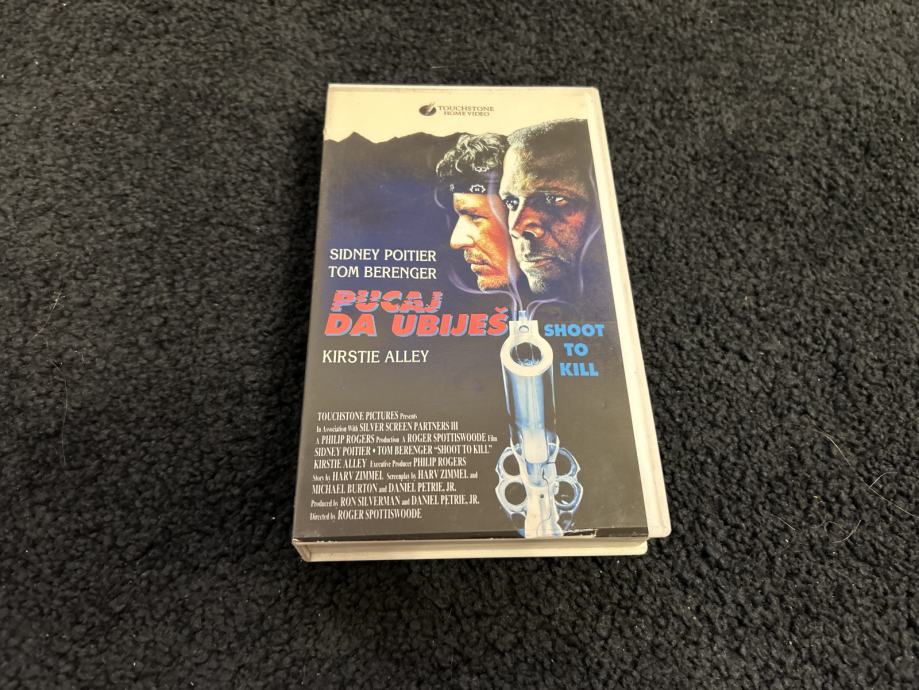 TOUCHSTONE
HOME VIDEO
SIDNEY POITIER
TOM BERENGER
PUCAJ
DA UBIJEŠ
SHOOT
TO
KILL
KIRSTIE ALLEY
TOUCHSTONE PICTURES Presents
In Association With SILVER SCREEN PARTNERS III
A PHILIP ROGERS Production A ROGER SPOTTISWOODE Film
SIDNEY POITIER • TOM BERENGER "SHOOT TO KILL"
KIRSTIE ALLEY Executive Producer PHILIP ROGERS
Story by HARV ZIMMEL Screenplay by HARV ZIMMEL and
MICHAEL BURTON and DANIEL PETRIE, JR.
Produced by RON SILVERMAN and DANIEL PETRIE, JR.
Directed by ROGER SPOTTISWOODE